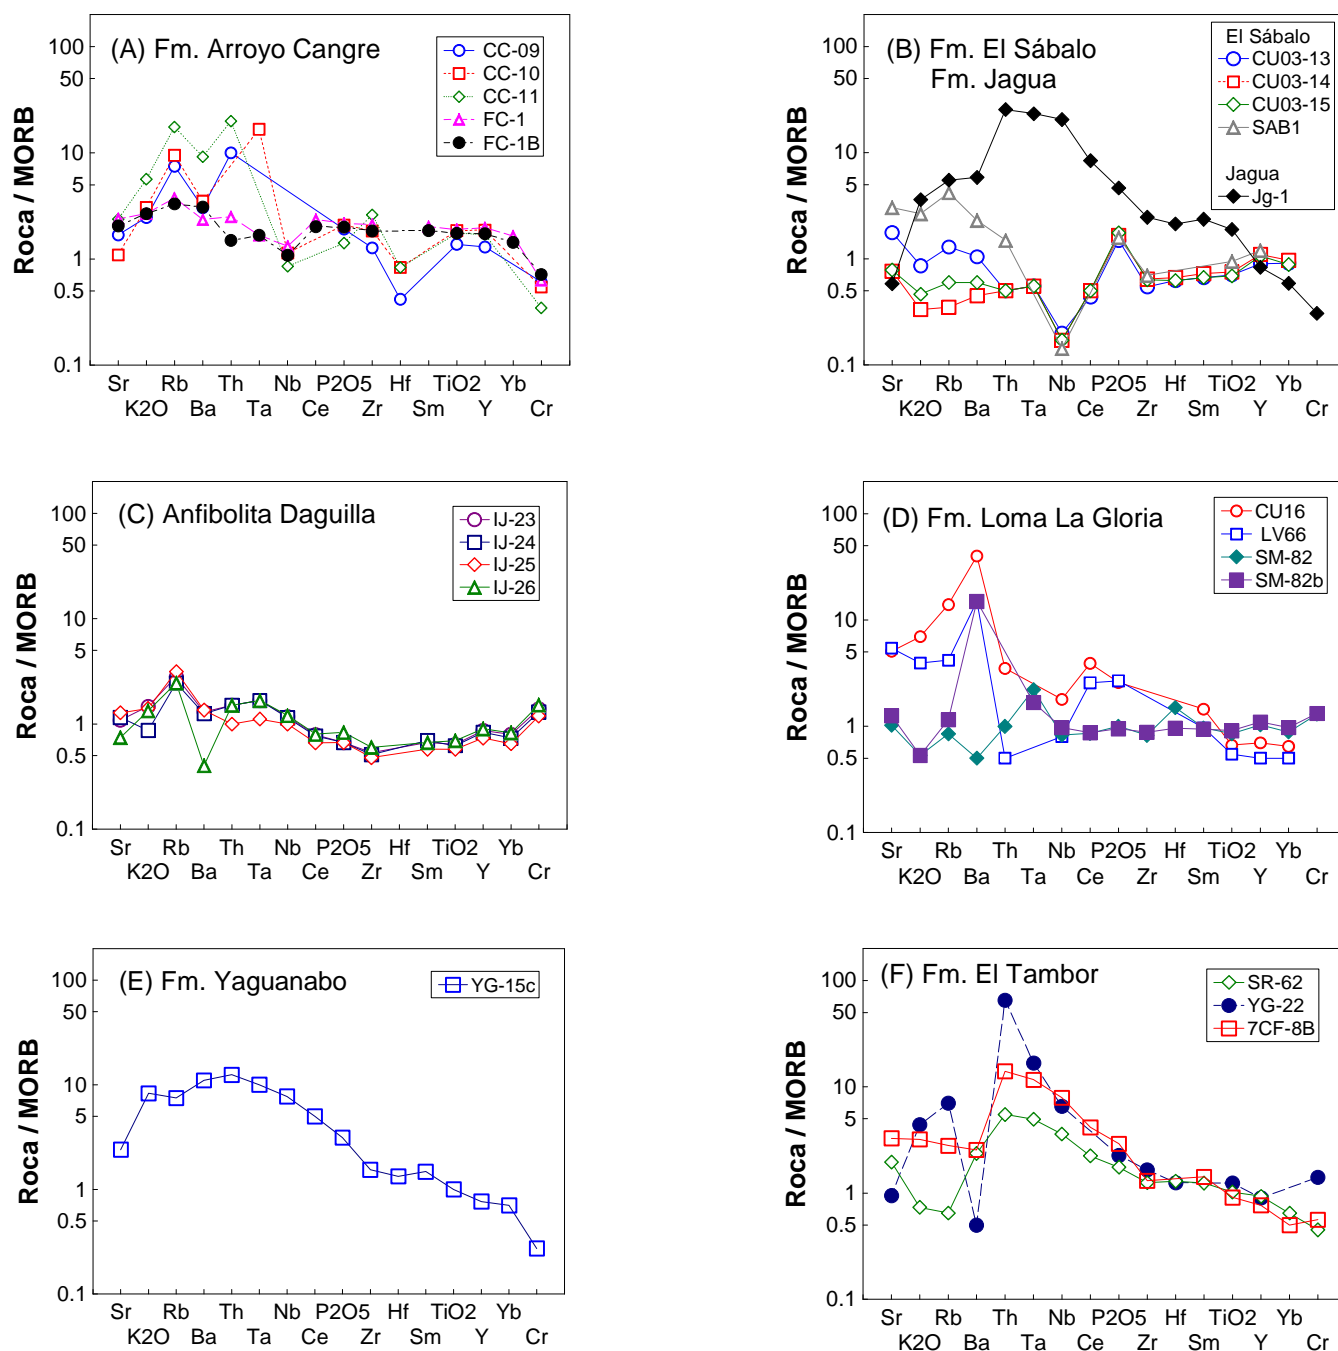 (A) Fm. Arroyo Cangre
CC-09
CC-10
CC-11
FC-1
FC-1B
Roca / MORB
100
50
10
5
1
0.5
0.1
Sr Rb Th Nb P2O5 Hf TiO2 Yb
K2O Ba Ta Ce Zr Sm Y Cr
(B) Fm. El Sábalo
Fm. Jagua
El Sábalo
CU03-13
CU03-14
CU03-15
SAB1
Jagua
Jg-1
Roca / MORB
100
50
10
5
1
0.5
0.1
Sr Rb Th Nb P2O5 Hf TiO2 Yb
K2O Ba Ta Ce Zr Sm Y Cr
(C) Anfibolita Daguilla
IJ-23
IJ-24
IJ-25
IJ-26
Roca / MORB
100
50
10
5
1
0.5
0.1
Sr Rb Th Nb P2O5 Hf TiO2 Yb
K2O Ba Ta Ce Zr Sm Y Cr
(D) Fm. Loma La Gloria
CU16
LV66
SM-82
SM-82b
Roca / MORB
100
50
10
5
1
0.5
0.1
Sr Rb Th Nb P2O5 Hf TiO2 Yb
K2O Ba Ta Ce Zr Sm Y Cr
(E) Fm. Yaguanabo
YG-15c
Roca / MORB
100
50
10
5
1
0.5
0.1
Sr Rb Th Nb P2O5 Hf TiO2 Yb
K2O Ba Ta Ce Zr Sm Y Cr
(F) Fm. El Tambor
SR-62
YG-22
7CF-8B
Roca / MORB
100
50
10
5
1
0.5
0.1
Sr Rb Th Nb P2O5 Hf TiO2 Yb
K2O Ba Ta Ce Zr Sm Y Cr